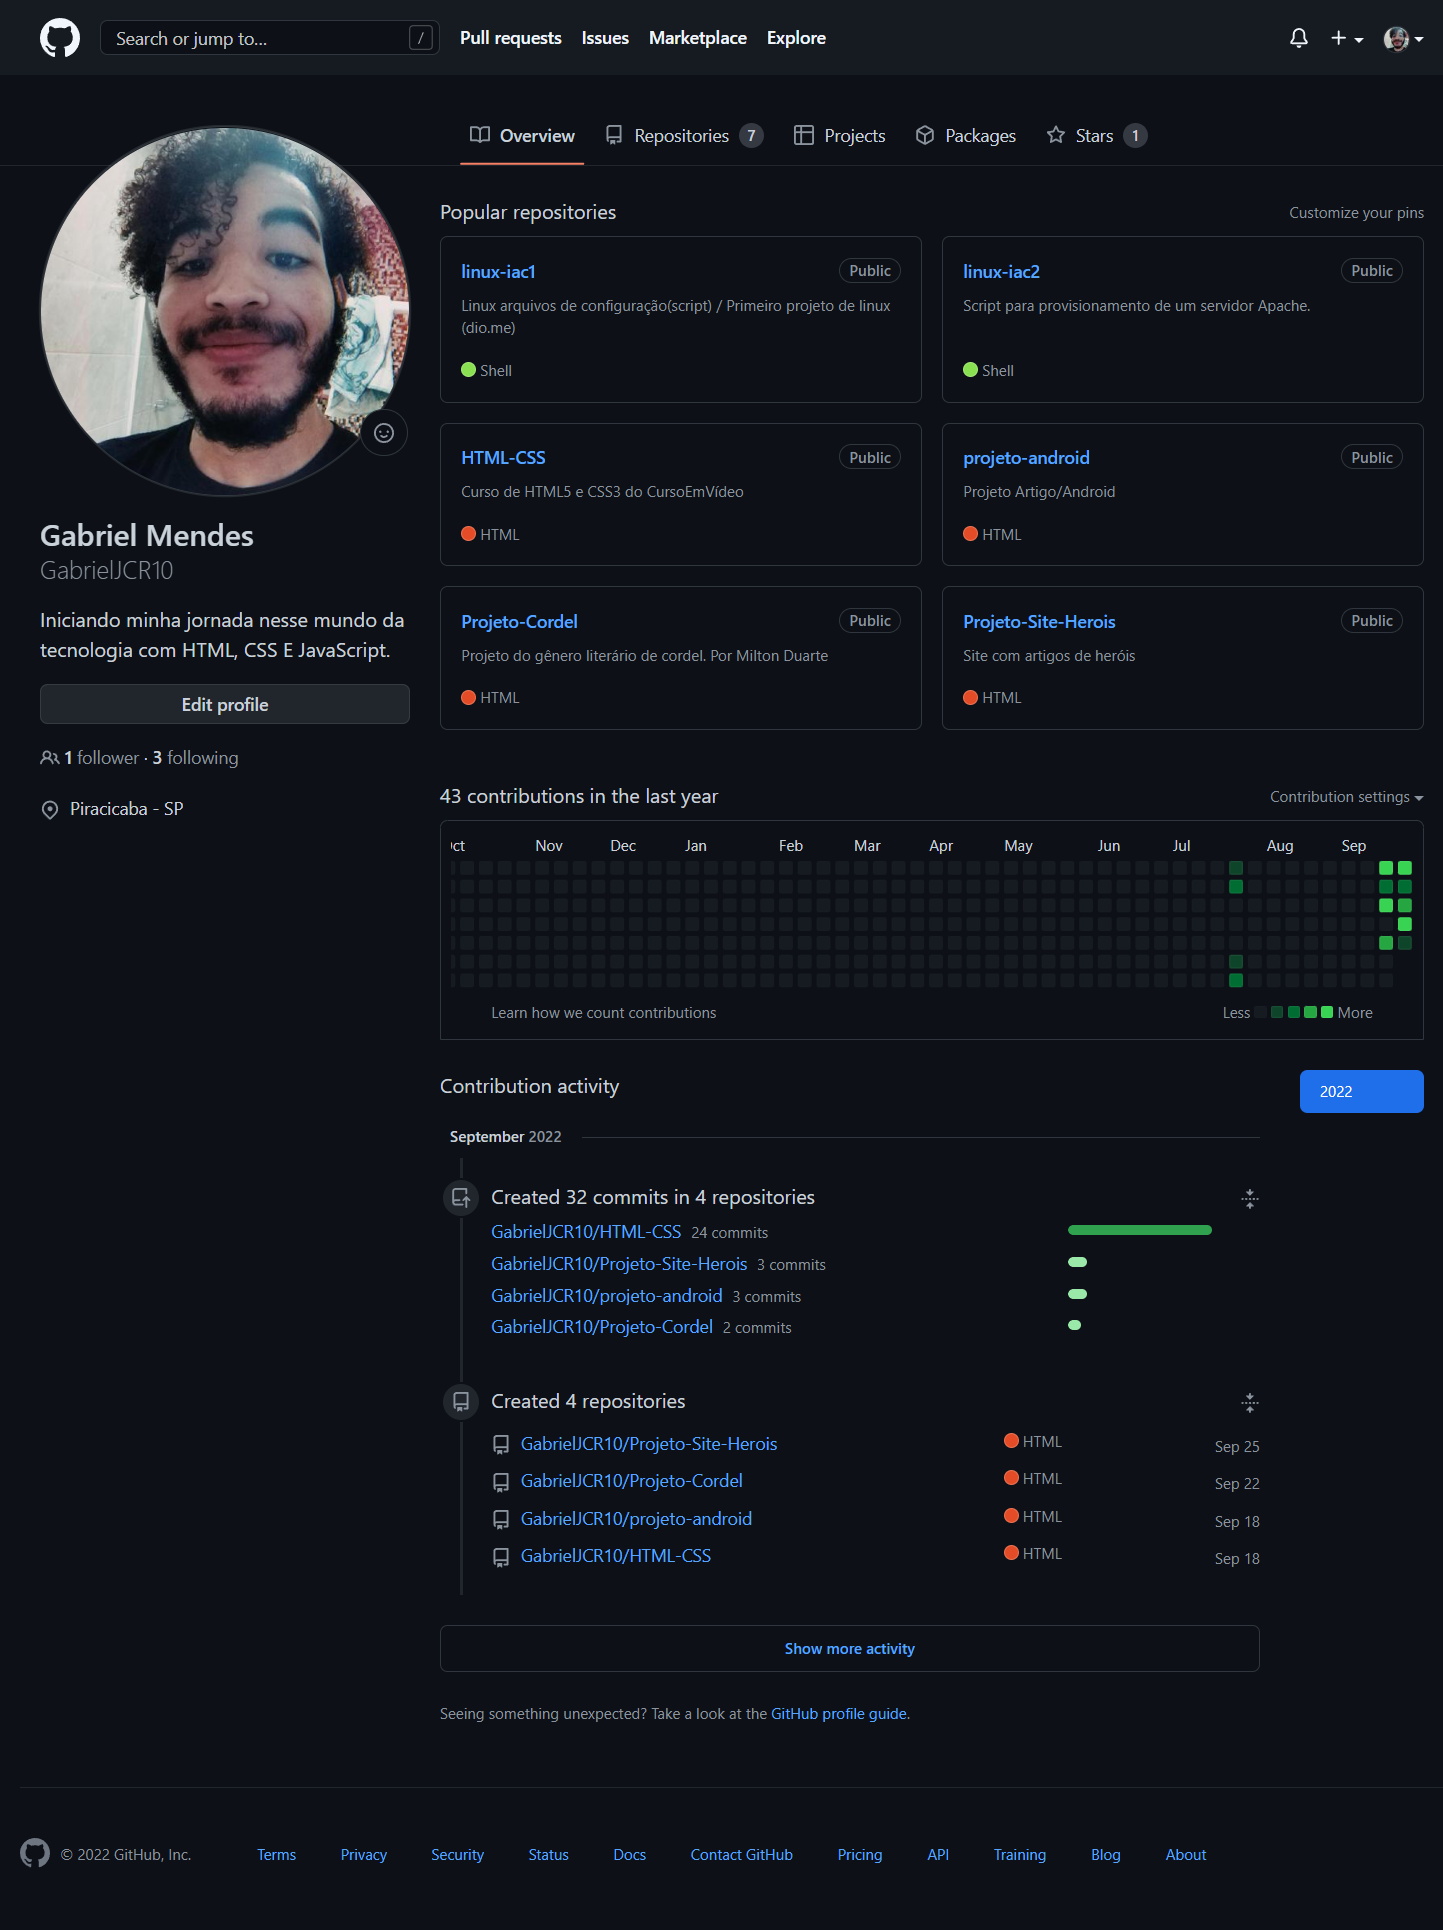 Search or jump to... / Pull requests Issues Marketplace Explore
Overview Repositories 7 Projects Packages Stars 1
Gabriel Mendes
GabrielJCR10
Iniciando minha jornada nesse mundo da
tecnologia com HTML, CSS E JavaScript.
Edit profile
1 follower · 3 following
Piracicaba - SP
Popular repositories
Customize your pins
linux-iac1 Public
Linux arquivos de configuração(script) / Primeiro projeto de linux
(dio.me)
Shell
linux-iac2 Public
Script para provisionamento de um servidor Apache.
Shell
HTML-CSS Public
Curso de HTML5 e CSS3 do CursoEmVídeo
HTML
projeto-android Public
Projeto Artigo/Android
HTML
Projeto-Cordel Public
Projeto do gênero literário de cordel. Por Milton Duarte
HTML
Projeto-Site-Herois Public
Site com artigos de heróis
HTML
43 contributions in the last year
Contribution settings
ct Nov Dec Jan Feb Mar Apr May Jun Jul Aug Sep
Learn how we count contributions
Less More
Contribution activity
2022
September 2022
Created 32 commits in 4 repositories
GabrielJCR10/HTML-CSS 24 commits
GabrielJCR10/Projeto-Site-Herois 3 commits
GabrielJCR10/projeto-android 3 commits
GabrielJCR10/Projeto-Cordel 2 commits
Created 4 repositories
GabrielJCR10/Projeto-Site-Herois HTML Sep 25
GabrielJCR10/Projeto-Cordel HTML Sep 22
GabrielJCR10/projeto-android HTML Sep 18
GabrielJCR10/HTML-CSS HTML Sep 18
Show more activity
Seeing something unexpected? Take a look at the GitHub profile guide.
© 2022 GitHub, Inc. Terms Privacy Security Status Docs Contact GitHub Pricing API Training Blog About